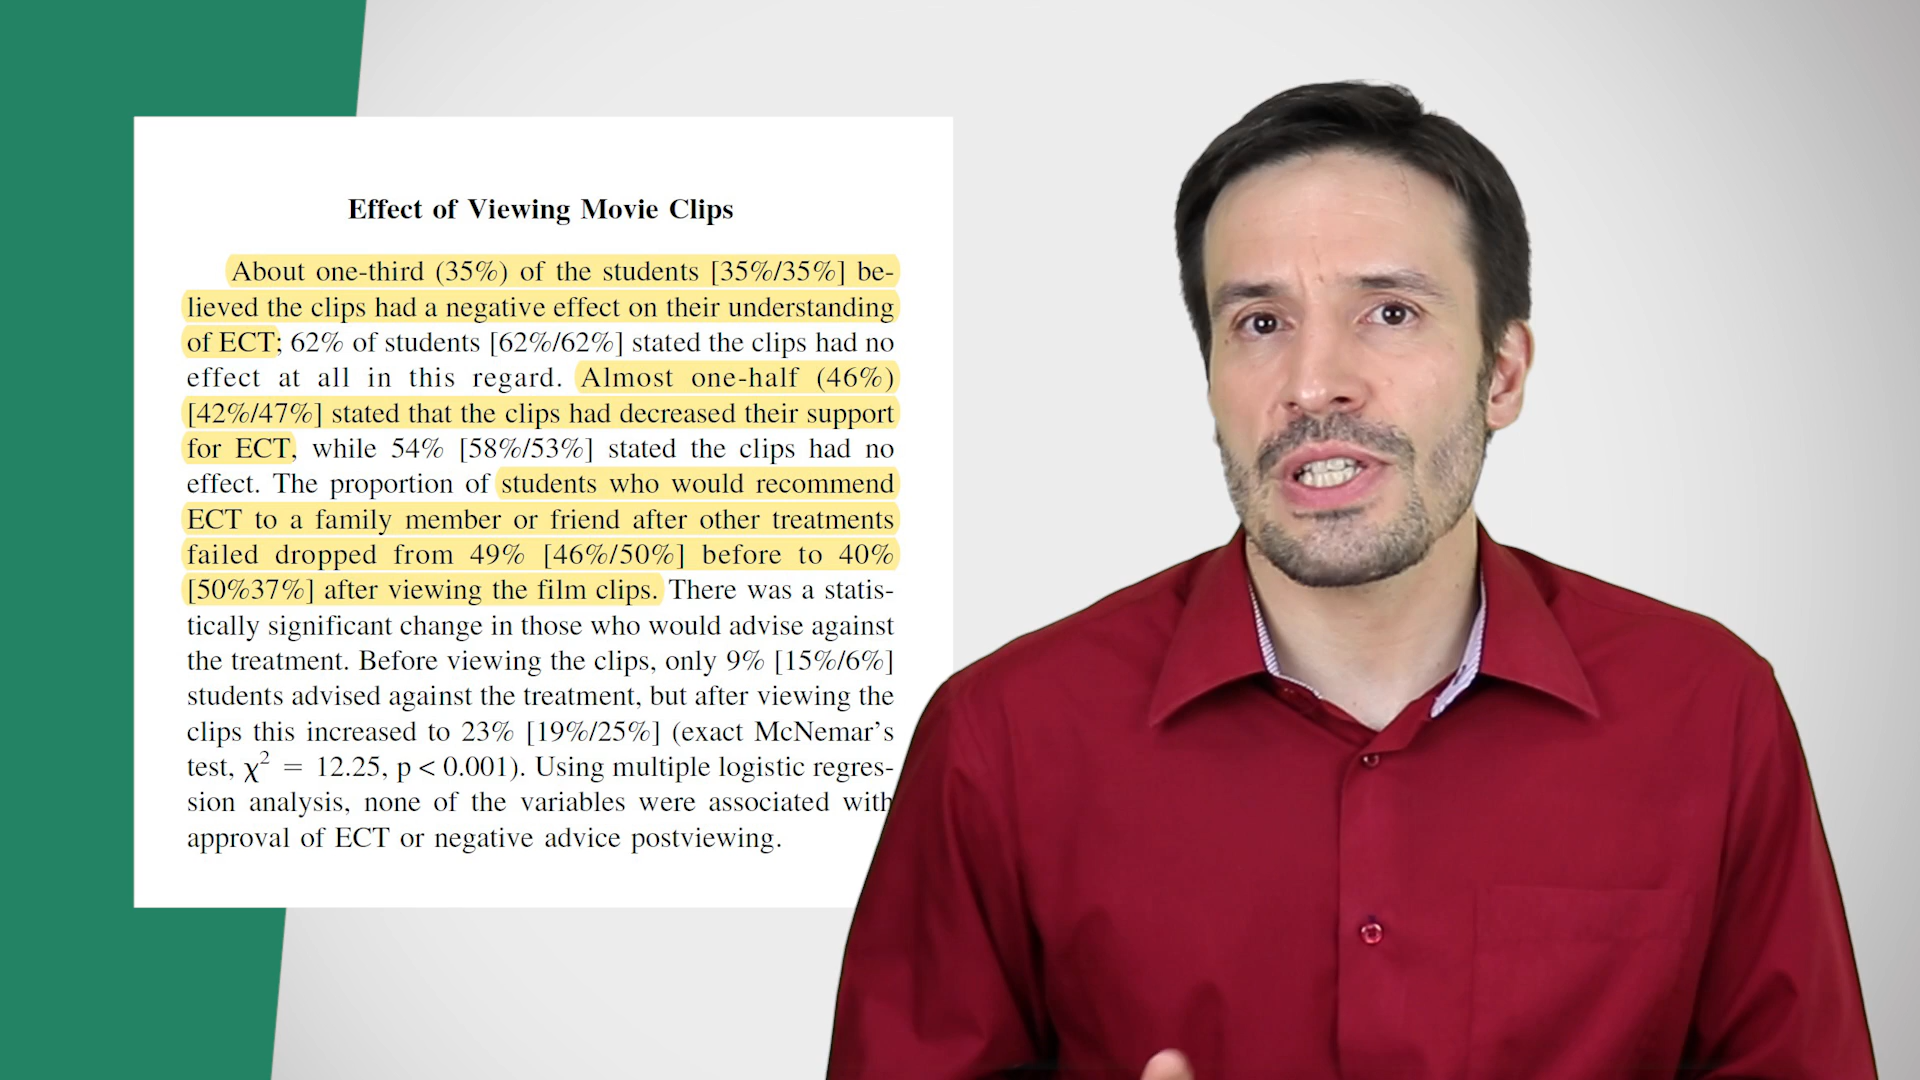 Effect of Viewing Movie Clips
About one-third (35%) of the students [35%/35%] be-
lieved the clips had a negative effect on their understanding
of ECT; 62% of students [62%/62%] stated the clips had no
effect at all in this regard. Almost one-half (46%)
[42%/47%] stated that the clips had decreased their support
for ECT, while 54% [58%/53%] stated the clips had no
effect. The proportion of students who would recommend
ECT to a family member or friend after other treatments
failed dropped from 49% [46%/50%] before to 40%
[50%37%] after viewing the film clips. There was a statis-
tically significant change in those who would advise against
the treatment. Before viewing the clips, only 9% [15%/6%]
students advised against the treatment, but after viewing the
clips this increased to 23% [19%/25%] (exact McNemar's
test, χ² = 12.25, p < 0.001). Using multiple logistic regres-
sion analysis, none of the variables were associated with
approval of ECT or negative advice postviewing.